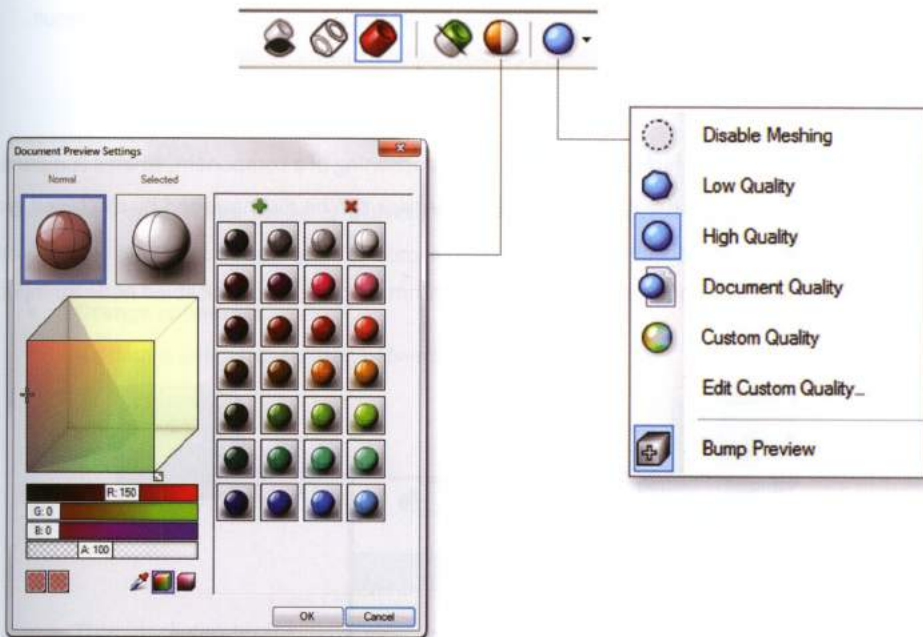 Document Preview Settings
Normal
Selected
R: 150
G: 0
B: 0
A: 100
OK
Cancel
Disable Meshing
Low Quality
High Quality
Document Quality
Custom Quality
Edit Custom Quality...
Bump Preview